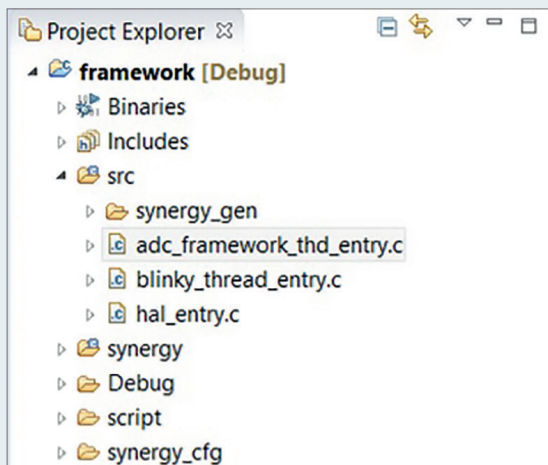 Project Explorer
framework [Debug]
Binaries
Includes
src
synergy_gen
adc_framework_thd_entry.c
blinky_thread_entry.c
hal_entry.c
synergy
Debug
script
synergy_cfg